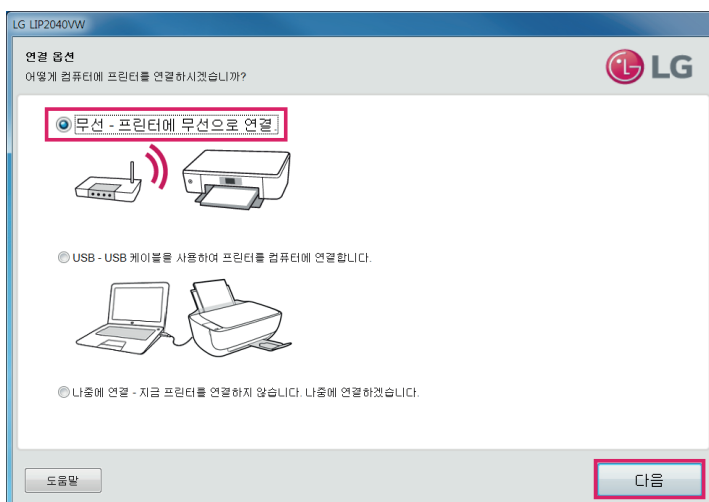 LG LIP2040VW
연결 옵션
어떻게 컴퓨터에 프린터를 연결하시겠습니까?
LG
무선 - 프린터에 무선으로 연결.
USB - USB 케이블을 사용하여 프린터를 컴퓨터에 연결합니다.
나중에 연결 - 지금 프린터를 연결하지 않습니다. 나중에 연결하겠습니다.
도움말
다음